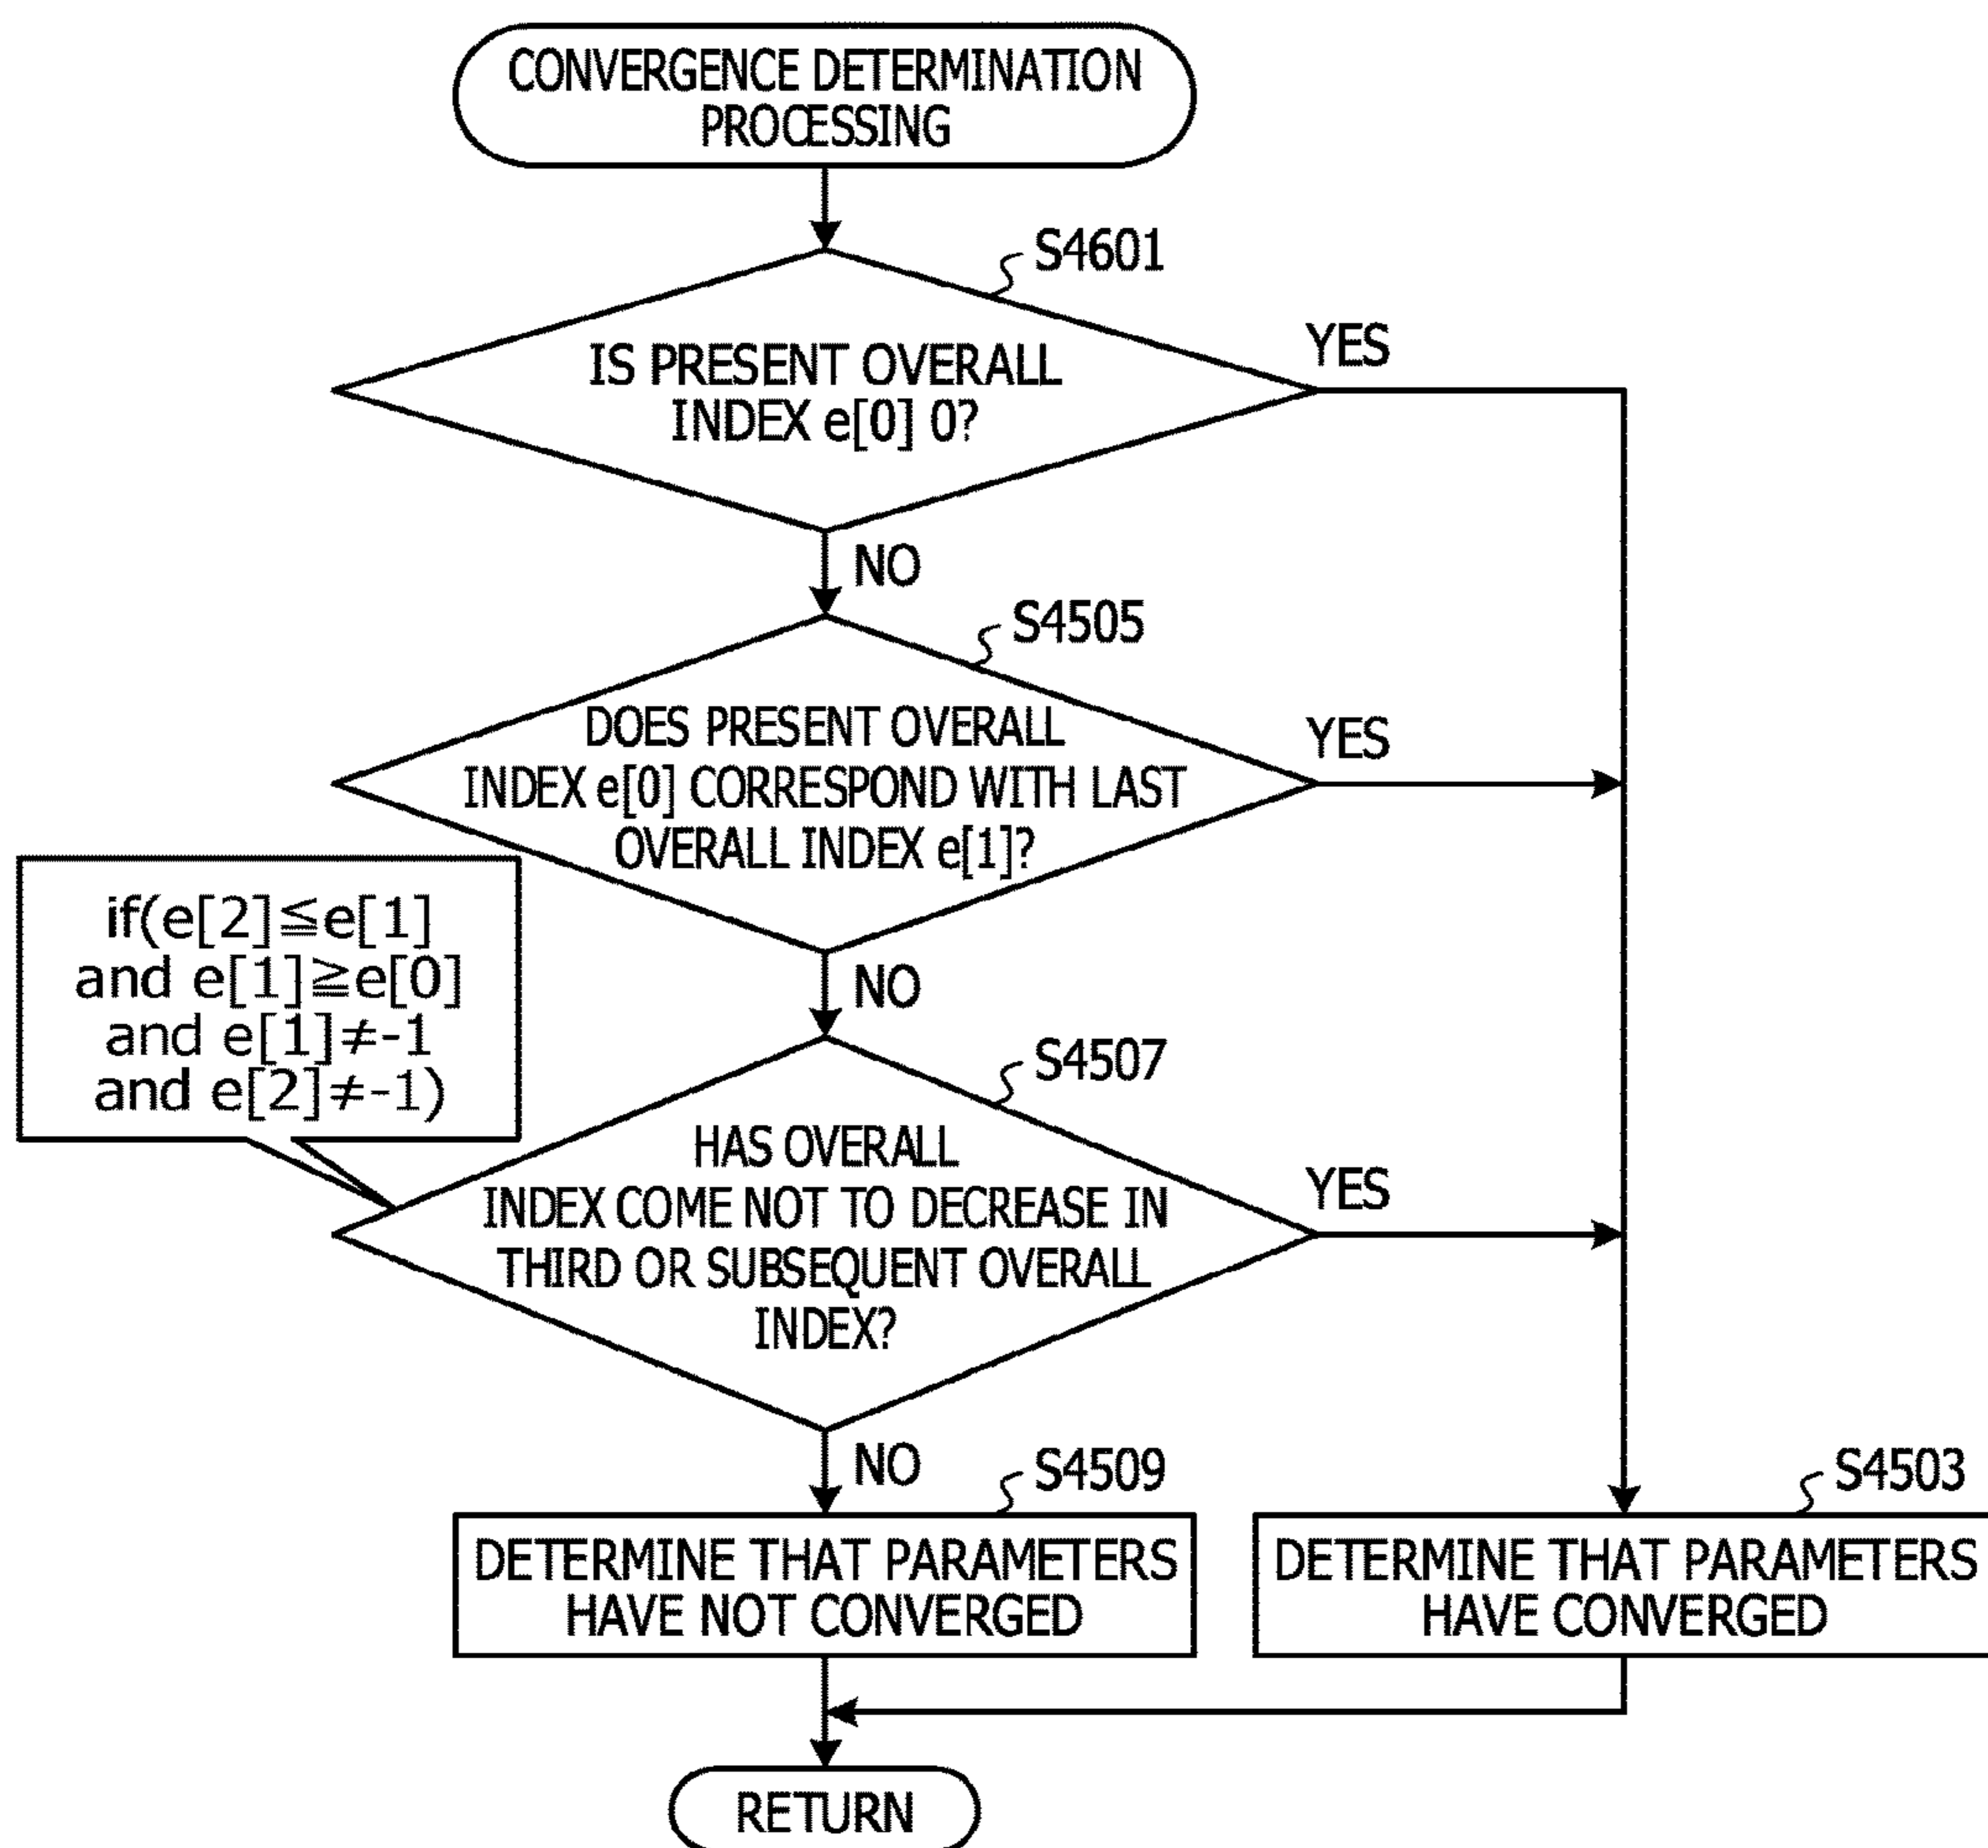 CONVERGENCE DETERMINATION
PROCESSING
S4601
IS PRESENT OVERALL
INDEX e[0] 0?
YES
NO
S4505
DOES PRESENT OVERALL
INDEX e[0] CORRESPOND WITH LAST
OVERALL INDEX e[1]?
YES
NO
if(e[2]≦e[1]
and e[1]≧e[0]
and e[1]≠-1
and e[2]≠-1)
S4507
HAS OVERALL
INDEX COME NOT TO DECREASE IN
THIRD OR SUBSEQUENT OVERALL
INDEX?
YES
NO
S4509
DETERMINE THAT PARAMETERS
HAVE NOT CONVERGED
S4503
DETERMINE THAT PARAMETERS
HAVE CONVERGED
RETURN